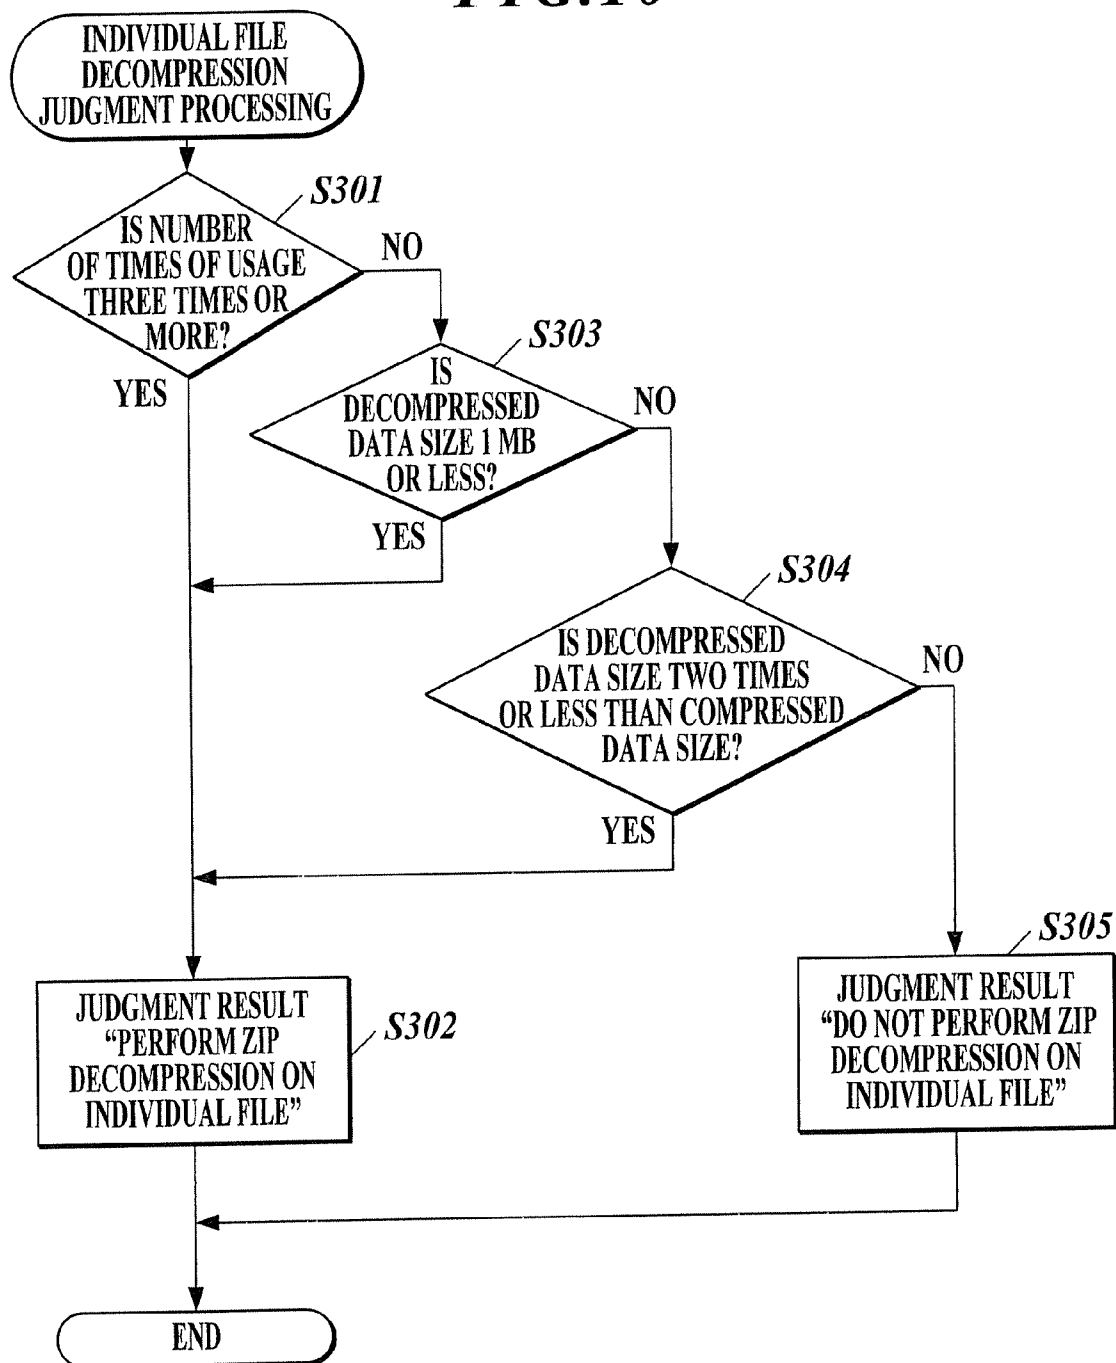 INDIVIDUAL FILE
DECOMPRESSION
JUDGMENT PROCESSING
S301
IS NUMBER
OF TIMES OF USAGE
THREE TIMES OR
MORE?
NO
YES
S303
IS
DECOMPRESSED
DATA SIZE 1 MB
OR LESS?
NO
YES
S304
IS DECOMPRESSED
DATA SIZE TWO TIMES
OR LESS THAN COMPRESSED
DATA SIZE?
NO
YES
JUDGMENT RESULT
“PERFORM ZIP
DECOMPRESSION ON
INDIVIDUAL FILE”
S302
S305
JUDGMENT RESULT
“DO NOT PERFORM ZIP
DECOMPRESSION ON
INDIVIDUAL FILE”
END